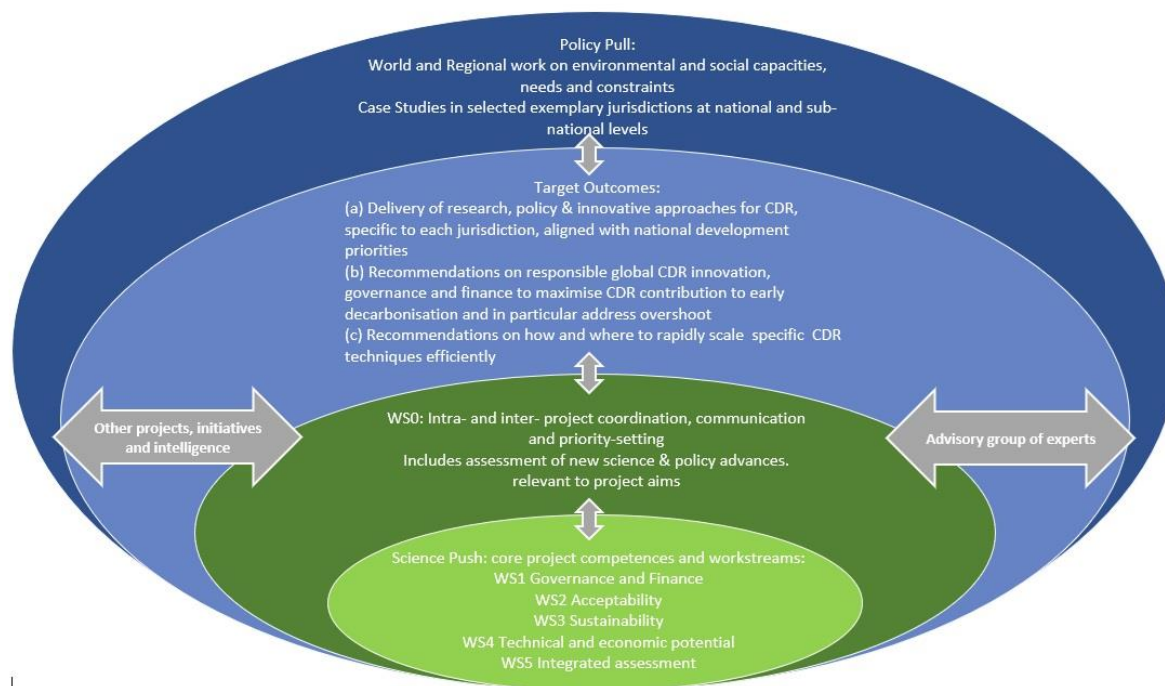 Policy Pull:
World and Regional work on environmental and social capacities,
needs and constraints
Case Studies in selected exemplary jurisdictions at national and sub-
national levels
Target Outcomes:
(a) Delivery of research, policy & innovative approaches for CDR,
specific to each jurisdiction, aligned with national development
priorities
(b) Recommendations on responsible global CDR innovation,
governance and finance to maximise CDR contribution to early
decarbonisation and in particular address overshoot
(c) Recommendations on how and where to rapidly scale specific CDR
techniques efficiently
Other projects, initiatives
and intelligence
WS0: Intra- and inter- project coordination, communication
and priority-setting
Includes assessment of new science & policy advances.
relevant to project aims
Advisory group of experts
Science Push: core project competences and workstreams:
WS1 Governance and Finance
WS2 Acceptability
WS3 Sustainability
WS4 Technical and economic potential
WS5 Integrated assessment